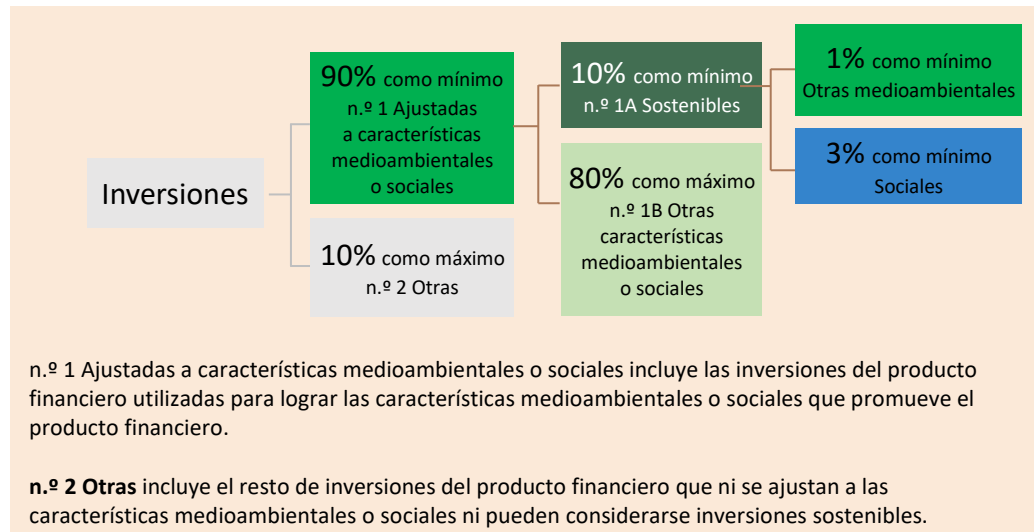 Inversiones
90% como mínimo
n.º 1 Ajustadas
a características
medioambientales
o sociales
10% como máximo
n.º 2 Otras
10% como mínimo
n.º 1A Sostenibles
80% como máximo
n.º 1B Otras
características
medioambientales
o sociales
1% como mínimo
Otras medioambientales
3% como mínimo
Sociales
n.º 1 Ajustadas a características medioambientales o sociales incluye las inversiones del producto
financiero utilizadas para lograr las características medioambientales o sociales que promueve el
producto financiero.
n.º 2 Otras incluye el resto de inversiones del producto financiero que ni se ajustan a las
características medioambientales o sociales ni pueden considerarse inversiones sostenibles.